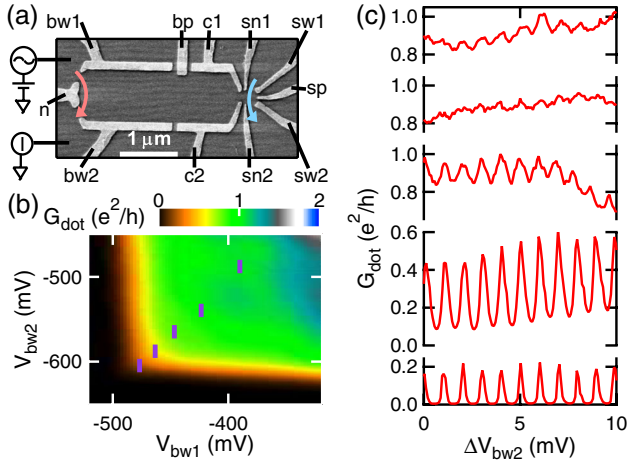 (a)
bw1
bp
c1
sn1
sw1
sp
n
1 μm
bw2
c2
sn2
sw2
I
(b)
G_dot (e²/h)
0
1
2
V_bw2 (mV)
-500
-600
-500
-400
V_bw1 (mV)
(c)
G_dot (e²/h)
1.0
0.8
1.0
0.8
1.0
0.8
0.6
0.4
0.2
0.0
0.2
0.0
0
5
10
ΔV_bw2 (mV)